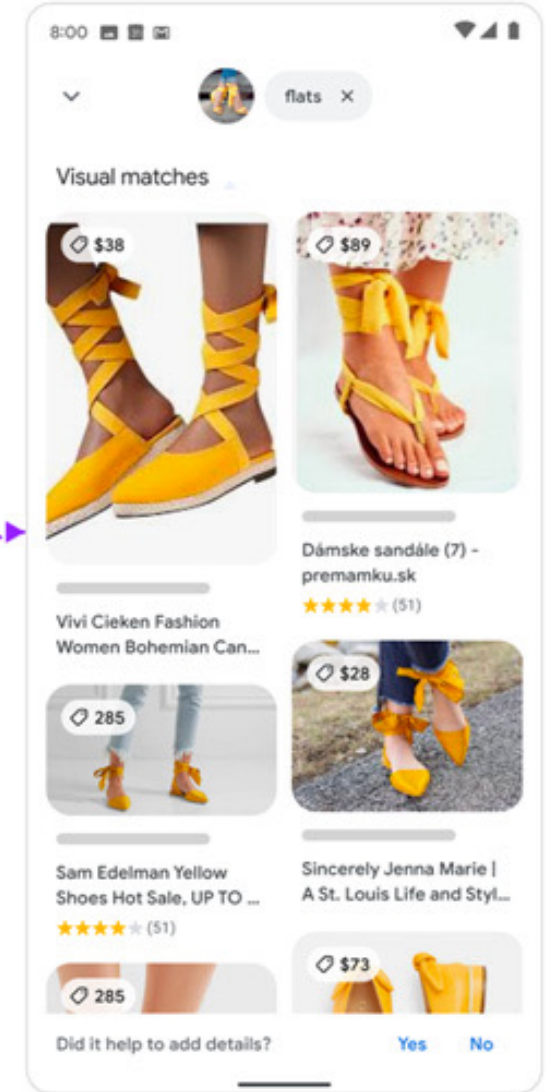 8:00
flats ×
Visual matches
$38
$89
Dámske sandále (7) -
premamku.sk
(51)
Vivi Cieken Fashion
Women Bohemian Can...
$28
285
Sam Edelman Yellow
Shoes Hot Sale, UP TO ...
(51)
Sincerely Jenna Marie |
A St. Louis Life and Styl...
285
$73
Did it help to add details?
Yes
No